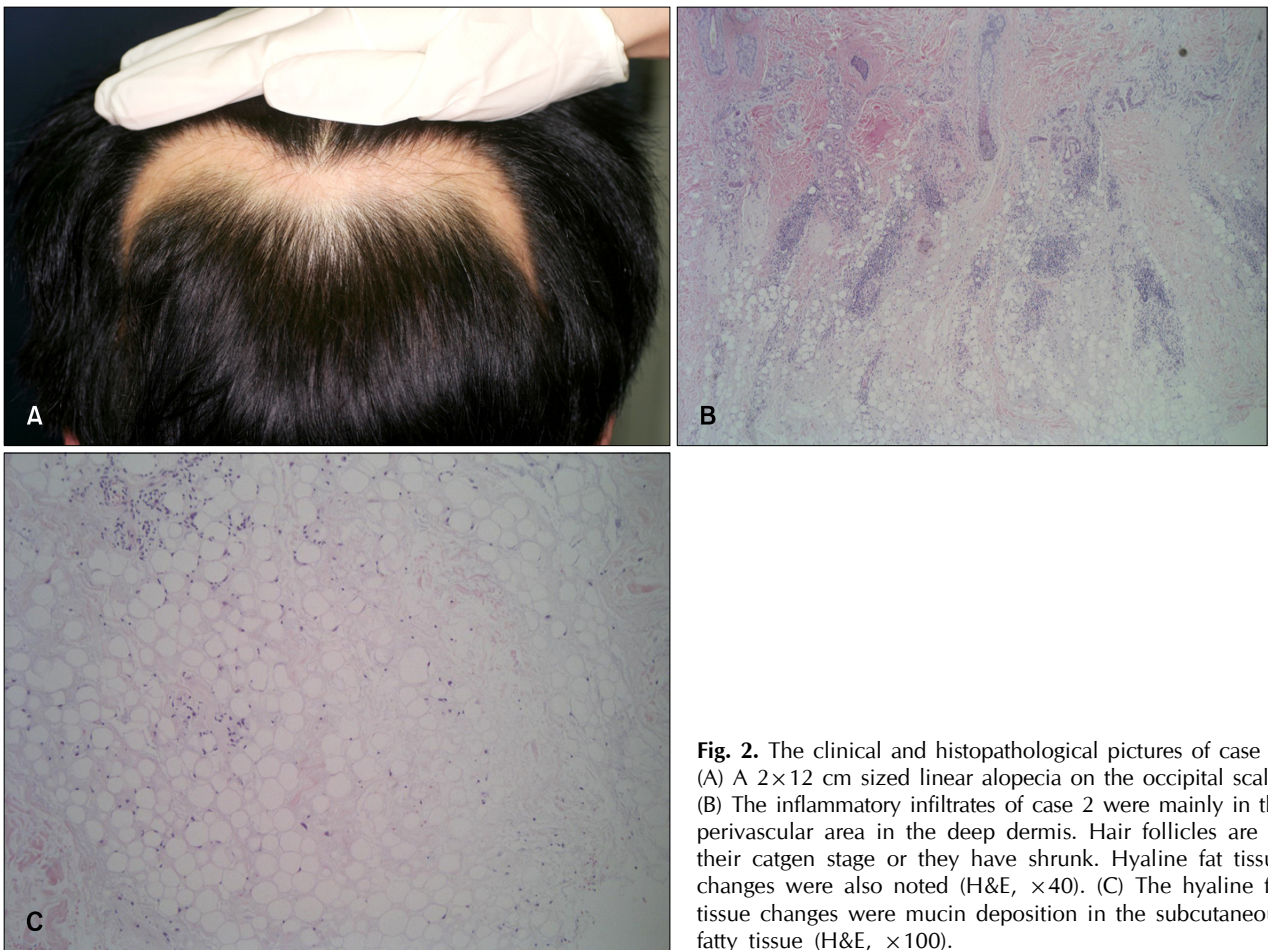 A
B
C
Fig. 2. The clinical and histopathological pictures of case
(A) A 2×12 cm sized linear alopecia on the occipital scal
(B) The inflammatory infiltrates of case 2 were mainly in th
perivascular area in the deep dermis. Hair follicles are
their catgen stage or they have shrunk. Hyaline fat tissu
changes were also noted (H&E, ×40). (C) The hyaline f
tissue changes were mucin deposition in the subcutaneou
fatty tissue (H&E, ×100).